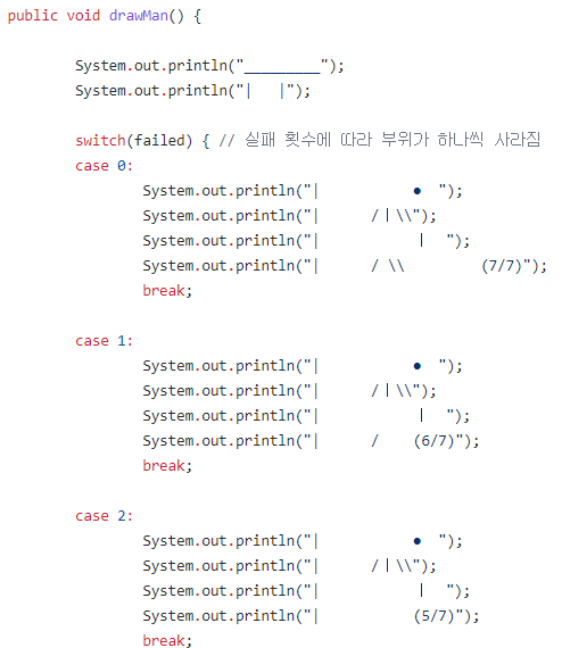 public void drawMan() {
System.out.println("_________");
System.out.println("|   |");
switch(failed) { // 실패 횟수에 따라 부위가 하나씩 사라짐
case 0:
System.out.println("|           ●  ");
System.out.println("|      /|\\");
System.out.println("|            |  ");
System.out.println("|      / \\         (7/7)");
break;
case 1:
System.out.println("|           ●  ");
System.out.println("|      /|\\");
System.out.println("|            |  ");
System.out.println("|      /    (6/7)");
break;
case 2:
System.out.println("|           ●  ");
System.out.println("|      /|\\");
System.out.println("|            |  ");
System.out.println("|           (5/7)");
break;